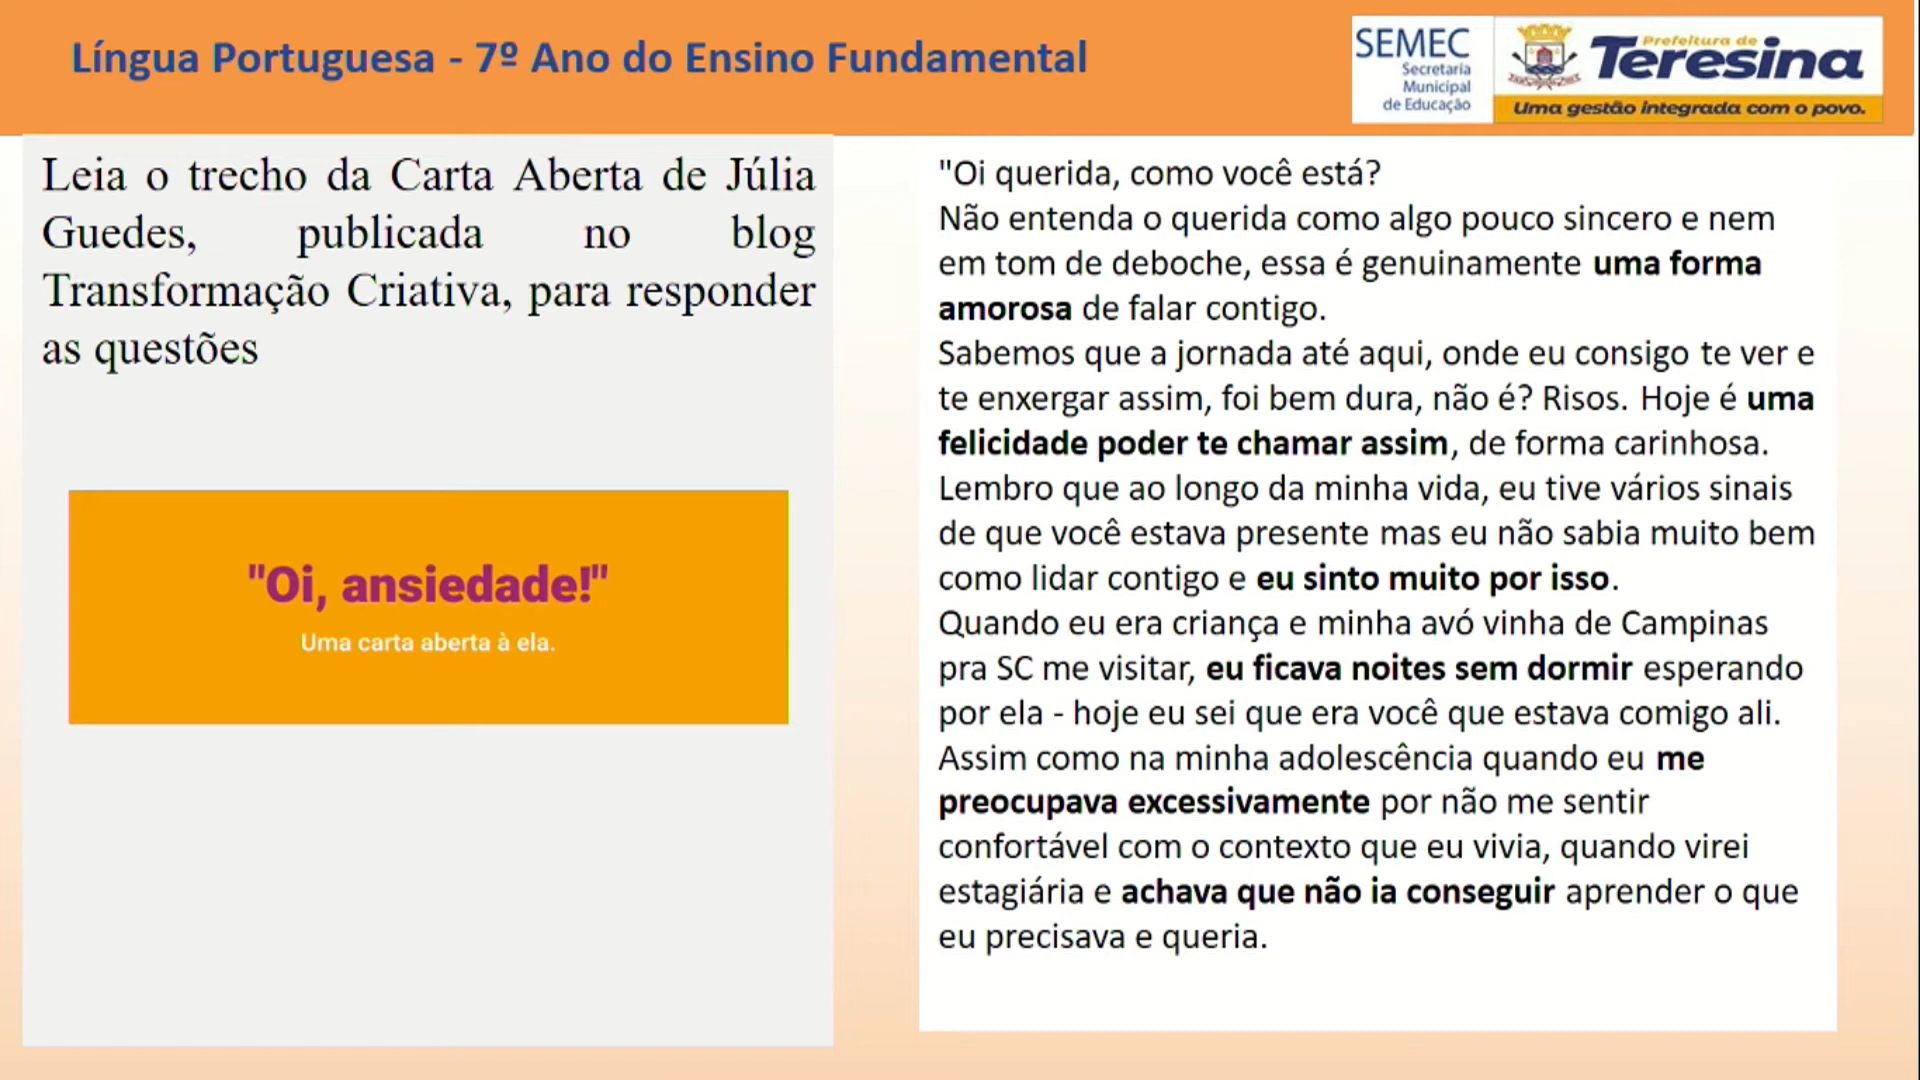 Língua Portuguesa - 7º Ano do Ensino Fundamental
SEMEC
Secretaria
Municipal
de Educação
Prefeitura de
Teresina
Uma gestão integrada com o povo.
Leia o trecho da Carta Aberta de Júlia
Guedes, publicada no blog
Transformação Criativa, para responder
as questões
"Oi, ansiedade!"
Uma carta aberta à ela.
"Oi querida, como você está?
Não entenda o querida como algo pouco sincero e nem
em tom de deboche, essa é genuinamente uma forma
amorosa de falar contigo.
Sabemos que a jornada até aqui, onde eu consigo te ver e
te enxergar assim, foi bem dura, não é? Risos. Hoje é uma
felicidade poder te chamar assim, de forma carinhosa.
Lembro que ao longo da minha vida, eu tive vários sinais
de que você estava presente mas eu não sabia muito bem
como lidar contigo e eu sinto muito por isso.
Quando eu era criança e minha avó vinha de Campinas
pra SC me visitar, eu ficava noites sem dormir esperando
por ela - hoje eu sei que era você que estava comigo ali.
Assim como na minha adolescência quando eu me
preocupava excessivamente por não me sentir
confortável com o contexto que eu vivia, quando virei
estagiária e achava que não ia conseguir aprender o que
eu precisava e queria.